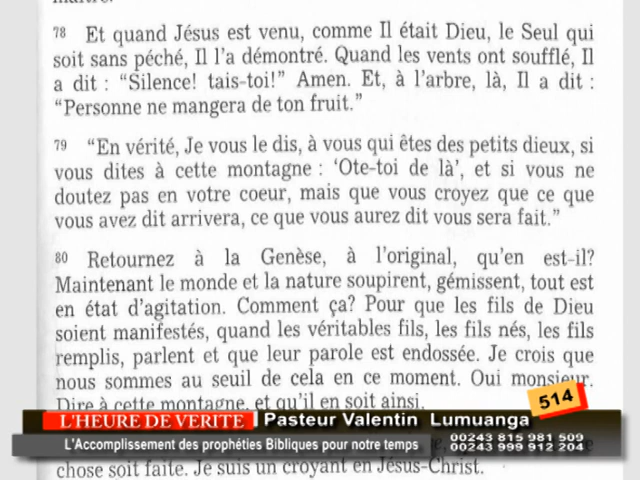 maître.
78 Et quand Jésus est venu, comme Il était Dieu, le Seul qui
soit sans péché, Il l'a démontré. Quand les vents ont soufflé, Il
a dit : “Silence! tais-toi!” Amen. Et, à l'arbre, là, Il a dit :
“Personne ne mangera de ton fruit.”
79 “En vérité, Je vous le dis, à vous qui êtes des petits dieux, si
vous dites à cette montagne : ‘Ote-toi de là’, et si vous ne
doutez pas en votre coeur, mais que vous croyez que ce que
vous avez dit arrivera, ce que vous aurez dit vous sera fait.”
80 Retournez à la Genèse, à l'original, qu'en est-il?
Maintenant le monde et la nature soupirent, gémissent, tout est
en état d'agitation. Comment ça? Pour que les fils de Dieu
soient manifestés, quand les véritables fils, les fils nés, les fils
remplis, parlent et que leur parole est endossée. Je crois que
nous sommes au seuil de cela en ce moment. Oui monsieur.
Dire à cette montagne, et qu'il en soit ainsi.
514
L'HEURE DE VERITE Pasteur Valentin Lumuanga
L'Accomplissement des prophéties Bibliques pour notre temps
00243 815 981 509
00243 999 912 204
chose soit faite. Je suis un croyant en Jésus-Christ.